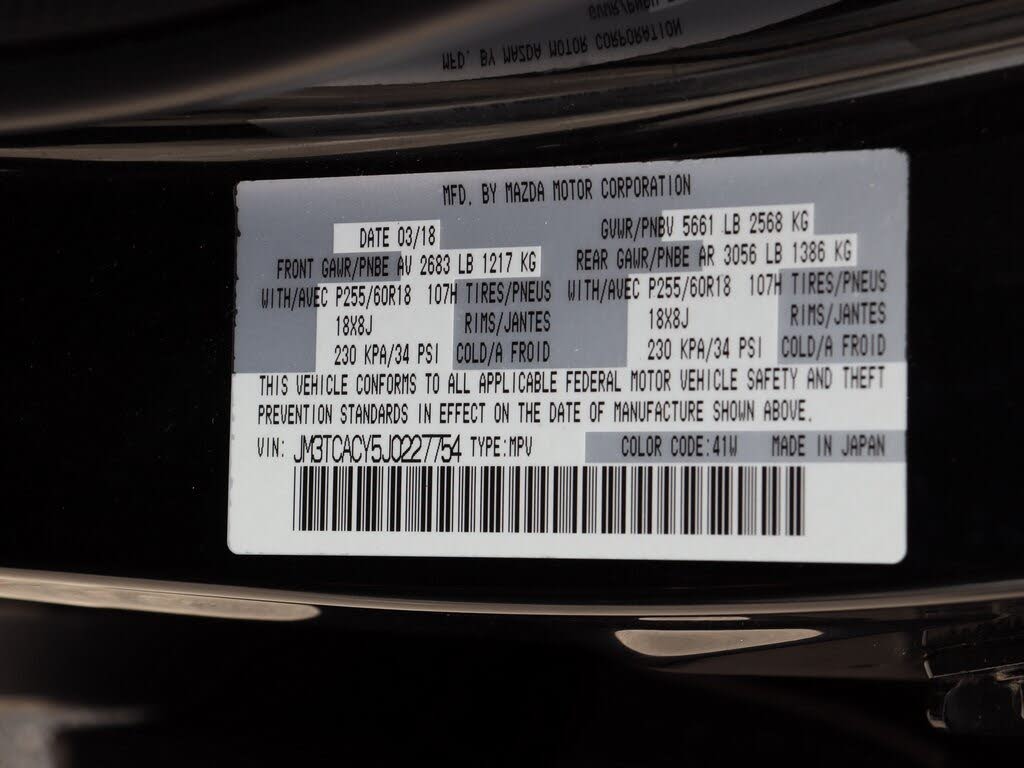 MFD. BY MAZDA MOTOR CORPORATION
MFD. BY MAZDA MOTOR CORPORATION
DATE 03/18 GVWR/PNBV 5661 LB 2568 KG
FRONT GAWR/PNBE AV 2683 LB 1217 KG REAR GAWR/PNBE AR 3056 LB 1386 KG
WITH/AVEC P255/60R18 107H TIRES/PNEUS WITH/AVEC P255/60R18 107H TIRES/PNEUS
18X8J RIMS/JANTES 18X8J RIMS/JANTES
230 KPA/34 PSI COLD/A FROID 230 KPA/34 PSI COLD/A FROID
THIS VEHICLE CONFORMS TO ALL APPLICABLE FEDERAL MOTOR VEHICLE SAFETY AND THEFT
PREVENTION STANDARDS IN EFFECT ON THE DATE OF MANUFACTURE SHOWN ABOVE.
VIN: JM3TCACY5J0227754 TYPE:MPV COLOR CODE:41W MADE IN JAPAN